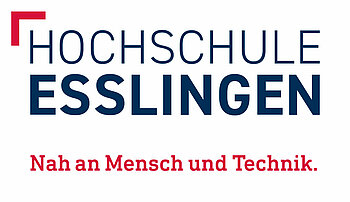 HOCHSCHULE
ESSLINGEN
Nah an Mensch und Technik.